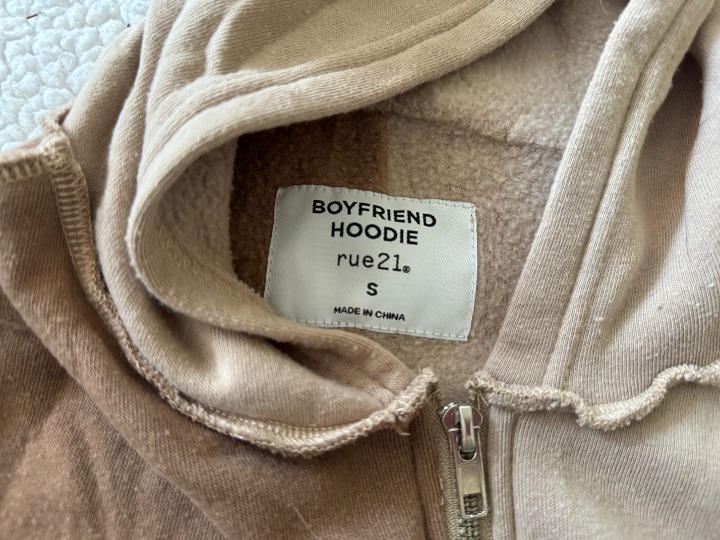 BOYFRIEND
HOODIE
rue21®
S
MADE IN CHINA